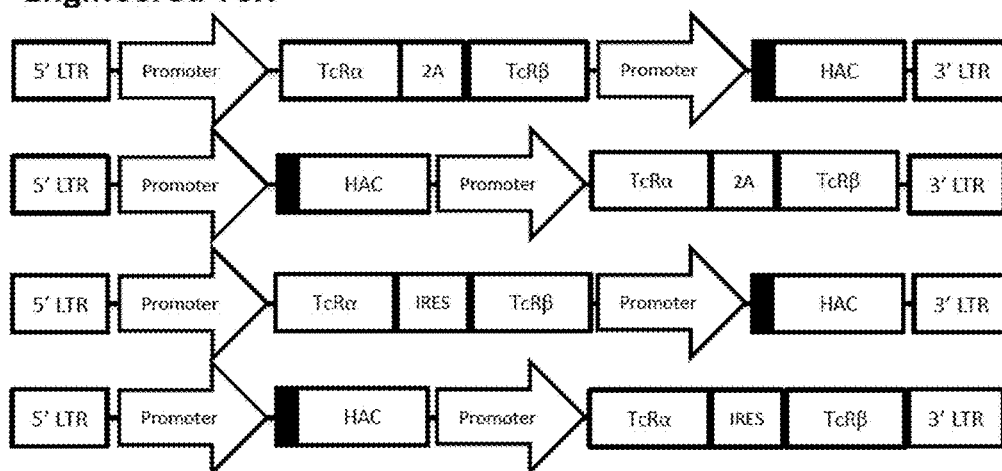 Engineered TCR
5' LTR Promoter TcRα 2A TcRβ Promoter HAC 3' LTR
5' LTR Promoter HAC Promoter TcRα 2A TcRβ 3' LTR
5' LTR Promoter TcRα IRES TcRβ Promoter HAC 3' LTR
5' LTR Promoter HAC Promoter TcRα IRES TcRβ 3' LTR